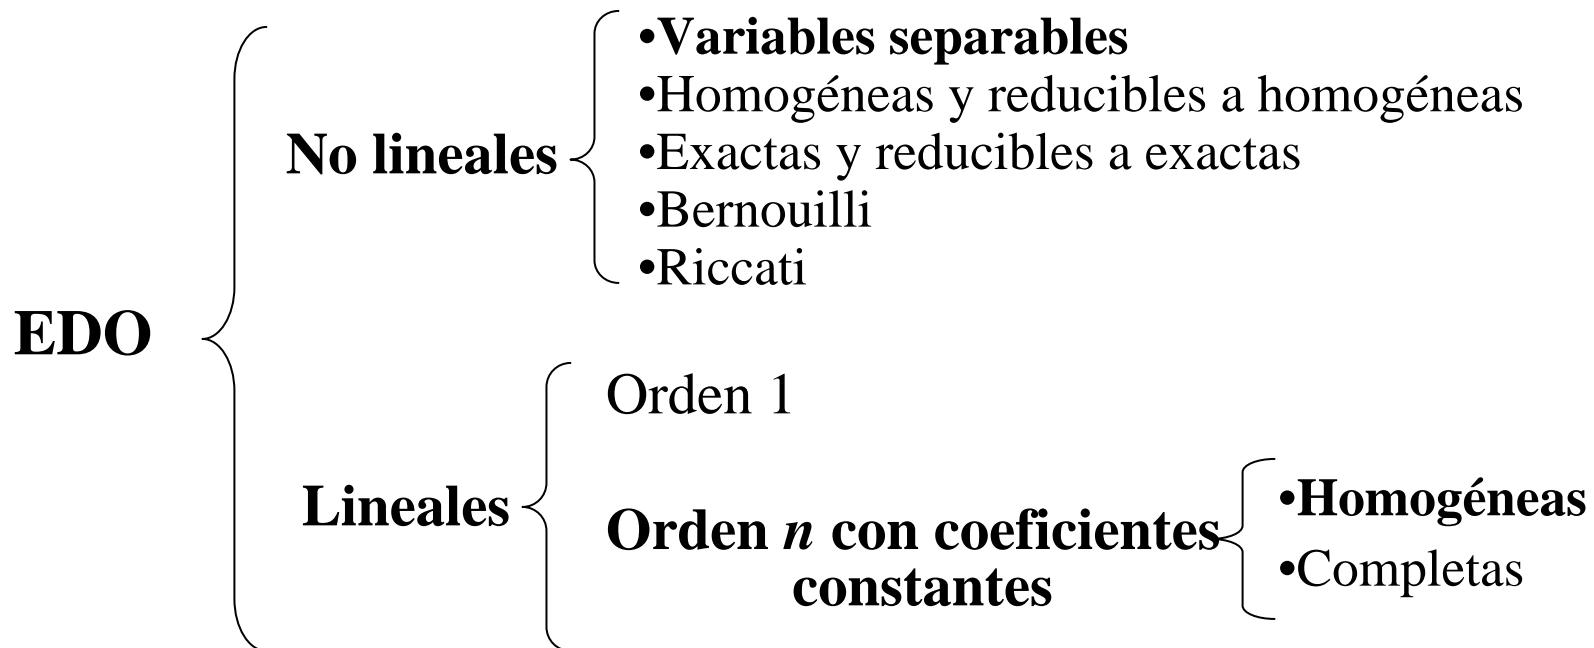 EDO
No lineales
•Variables separables
•Homogéneas y reducibles a homogéneas
•Exactas y reducibles a exactas
•Bernouilli
•Riccati
Lineales
Orden 1
Orden n con coeficientes
constantes
•Homogéneas
•Completas